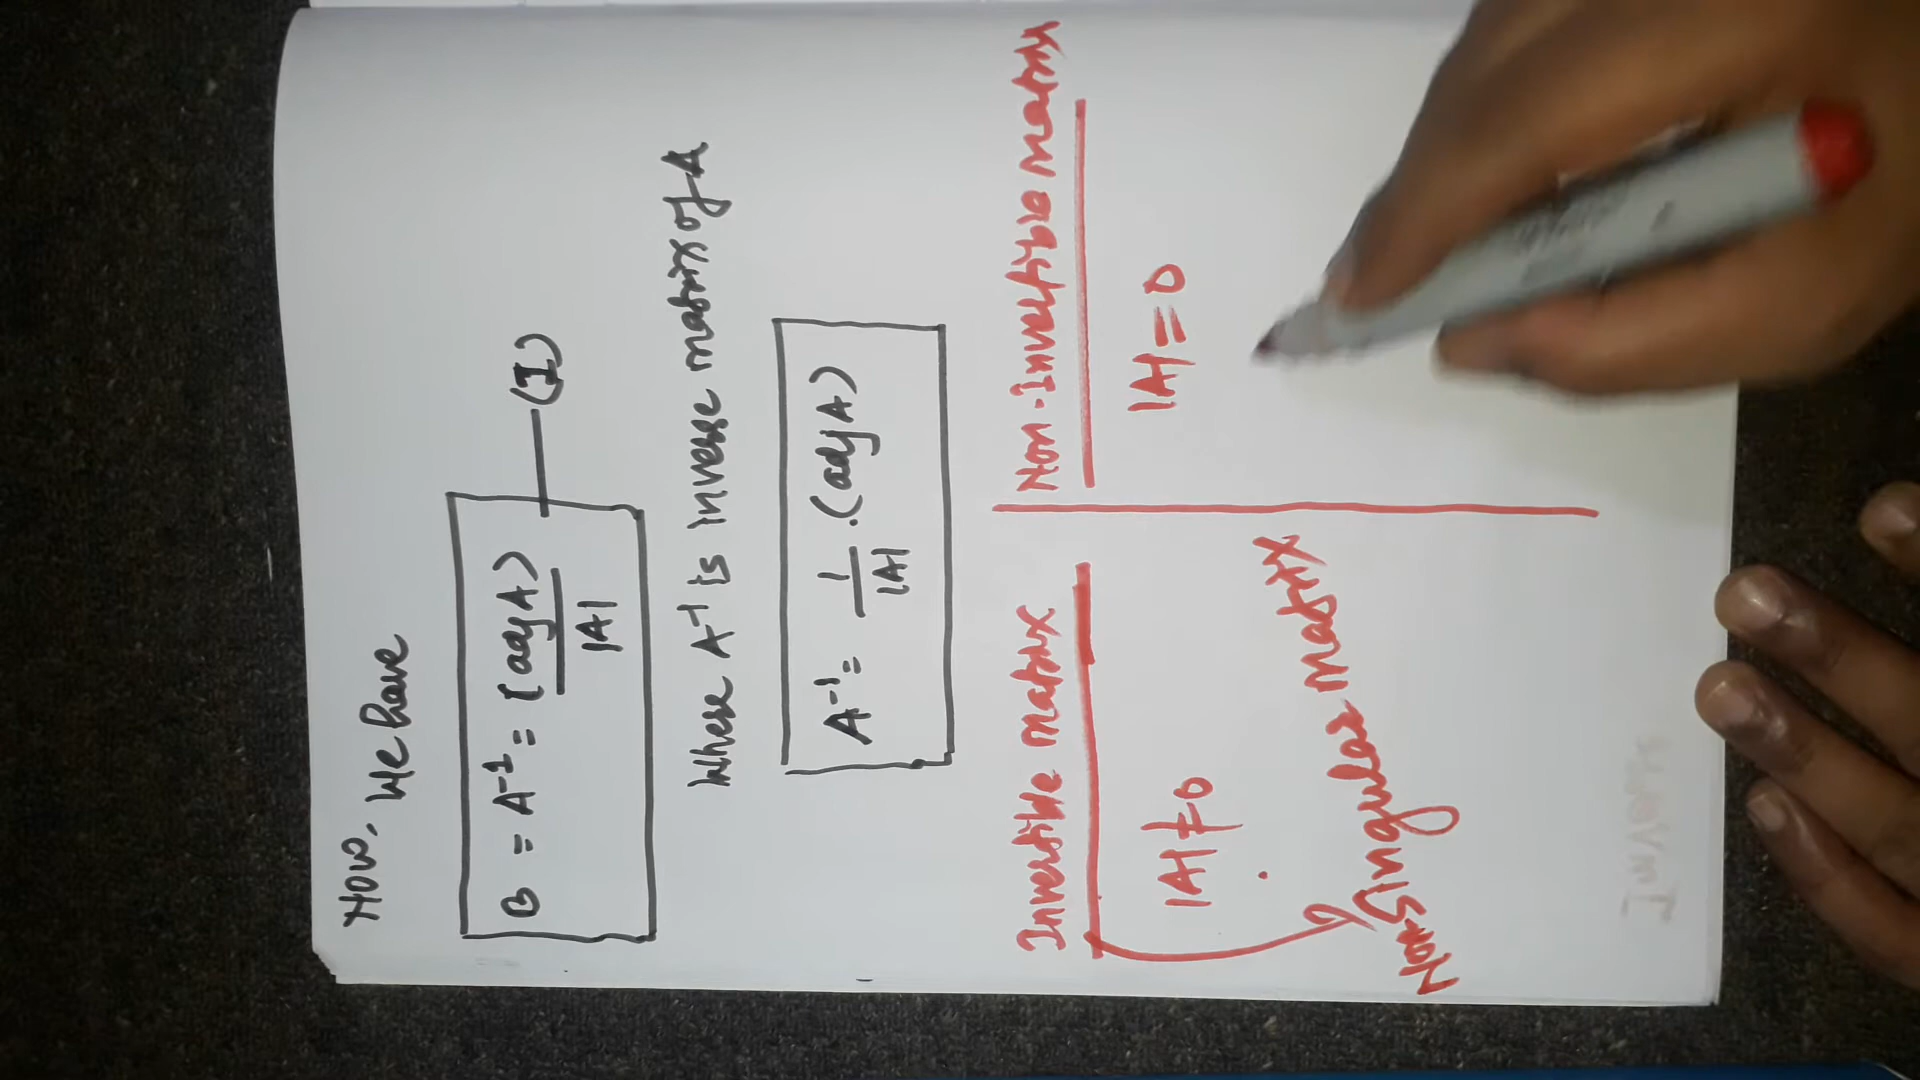 Now, we have
B = A⁻¹ = (adj A) / |A| — (I)
Where A⁻¹ is inverse matrix of A
A⁻¹ = 1/|A| . (adj A)
Invertible matrix
|A| ≠ 0
Non-Singular matrix
Non-Invertible matrix
|A| = 0